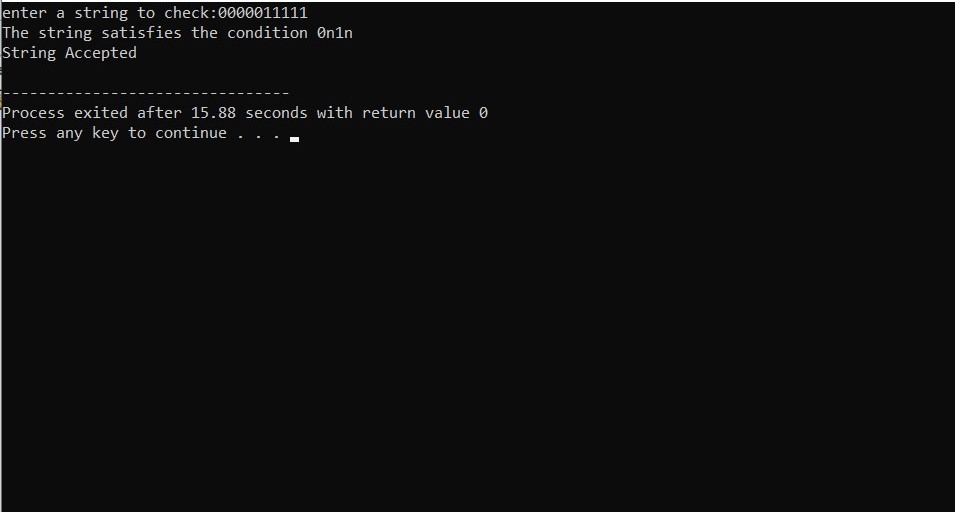 enter a string to check:0000011111
The string satisfies the condition 0n1n
String Accepted
--------------------------------
Process exited after 15.88 seconds with return value 0
Press any key to continue . . .